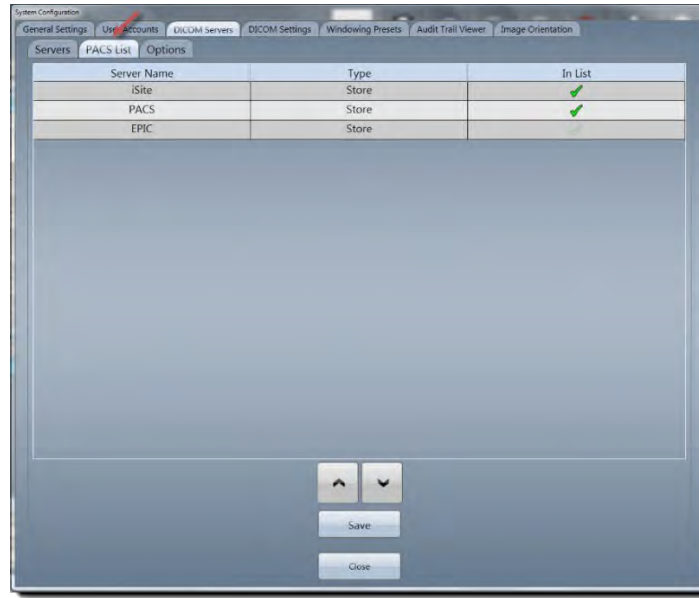 System Configuration
General Settings User Accounts DICOM Servers DICOM Settings Windowing Presets Audit Trail Viewer Image Orientation
Servers PACS List Options
Server Name Type In List
iSite Store
PACS Store
EPIC Store
Save
Close